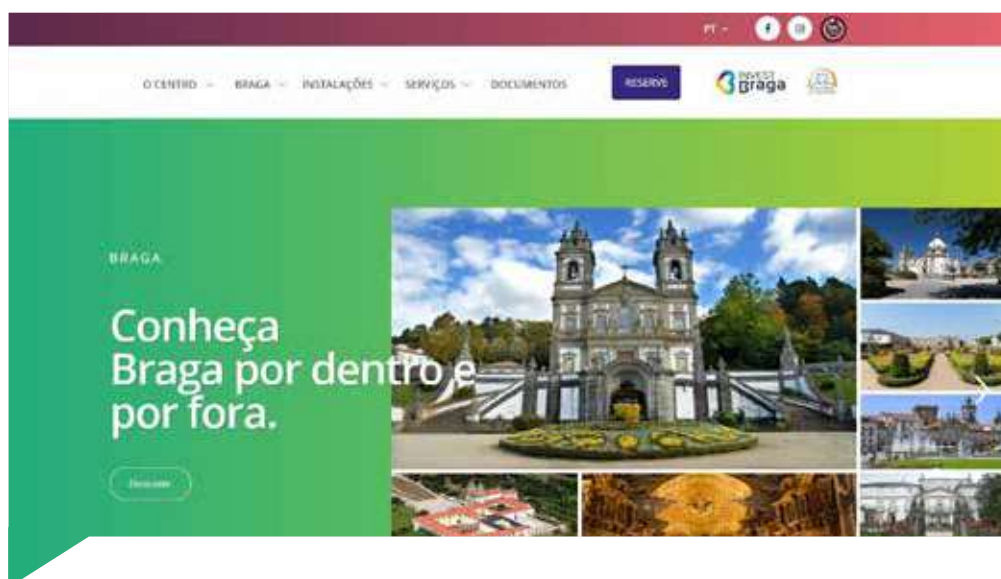 PT
O CENTRO
BRAGA
INSTALAÇÕES
SERVIÇOS
DOCUMENTOS
RESERVE
INVEST
Braga
BRAGA
Conheça
Braga por dentro e
por fora.